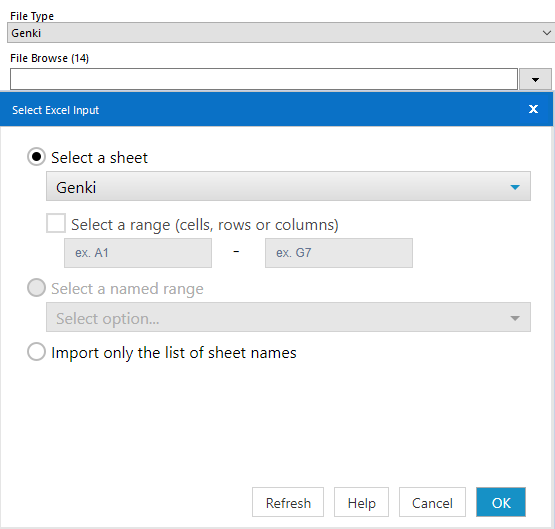 File Type
Genki
File Browse (14)
Select Excel Input x
Select a sheet
Genki
Select a range (cells, rows or columns)
ex. A1 - ex. G7
Select a named range
Select option...
Import only the list of sheet names
Refresh Help Cancel OK